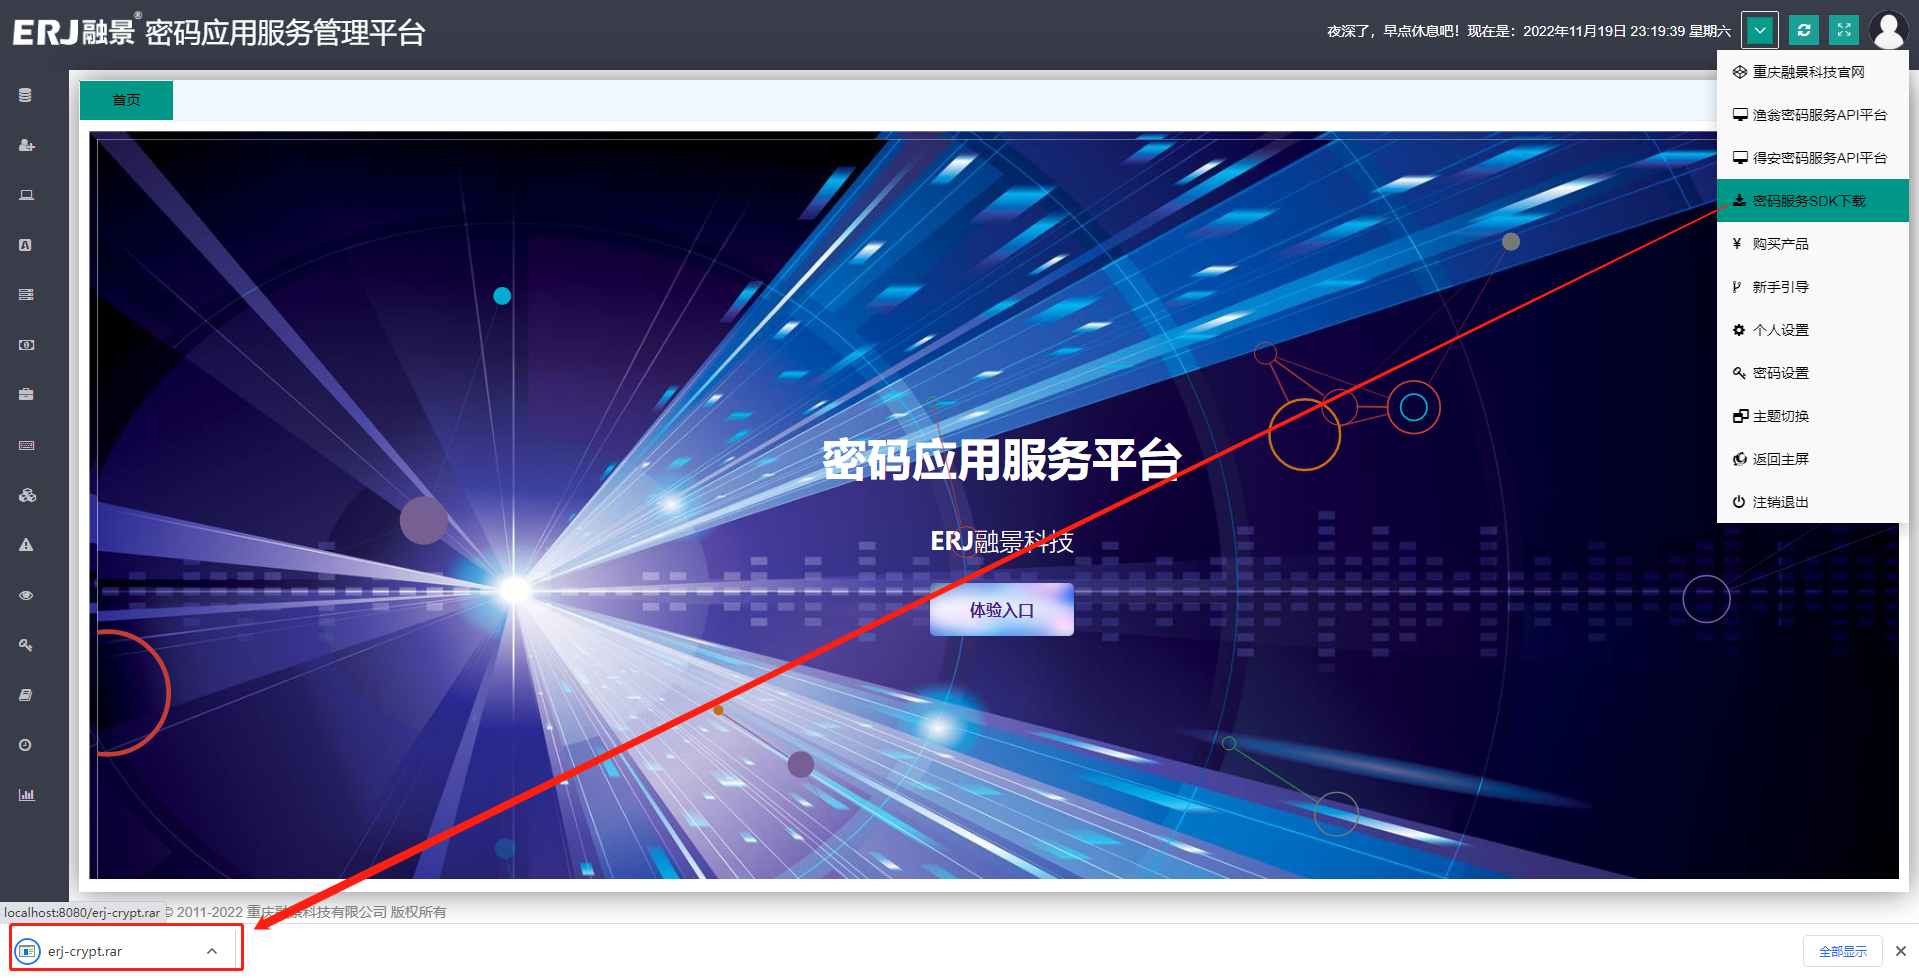 ERJ融景® 密码应用服务管理平台
夜深了，早点休息吧！现在是：2022年11月19日 23:19:39 星期六
首页
重庆融景科技官网
渔翁密码服务API平台
得安密码服务API平台
密码服务SDK下载
¥ 购买产品
新手引导
个人设置
密码设置
主题切换
返回主屏
注销退出
密码应用服务平台
ERJ融景科技
体验入口
localhost:8080/erj-crypt.rar
© 2011-2022 重庆融景科技有限公司 版权所有
erj-crypt.rar
全部显示